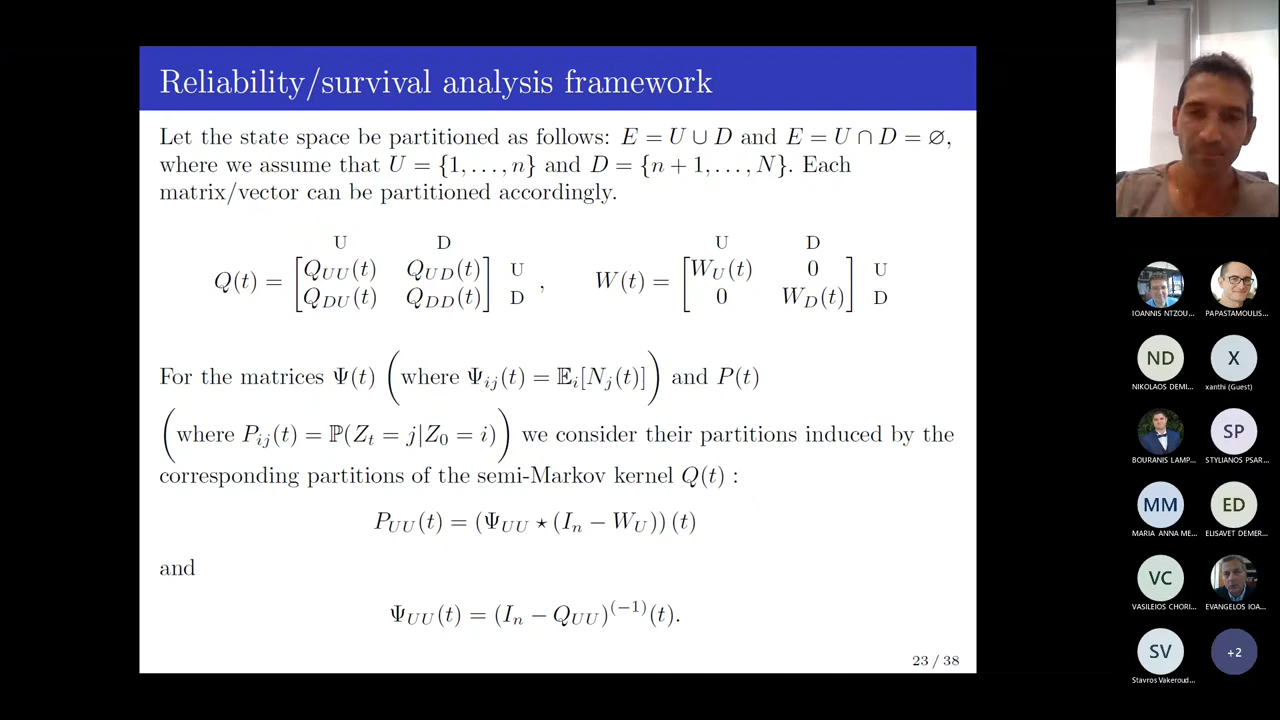 Reliability/survival analysis framework
Let the state space be partitioned as follows: E = U ∪ D and E = U ∩ D = ∅,
where we assume that U = {1, . . . , n} and D = {n + 1, . . . , N}. Each
matrix/vector can be partitioned accordingly.
U D U D
Q(t) = [Q_UU(t) Q_UD(t)] U , W(t) = [W_U(t) 0] U
[Q_DU(t) Q_DD(t)] D [0 W_D(t)] D
For the matrices Ψ(t) (where Ψ_ij(t) = 𝔼_i[N_j(t)]) and P(t)
(where P_ij(t) = ℙ(Z_t = j|Z_0 = i)) we consider their partitions induced by the
corresponding partitions of the semi-Markov kernel Q(t) :
P_UU(t) = (Ψ_UU ⋆ (I_n − W_U)) (t)
and
Ψ_UU(t) = (I_n − Q_UU)^(−1)(t).
23 / 38
IOANNIS NTZOU... PAPASTAMOULIS...
ND X
NIKOLAOS DEMI... xanthi (Guest)
SP
BOURANIS LAMP... STYLIANOS PSAR...
MM ED
MARIA ANNA ME... ELISAVET DEMER...
VC
VASILEIOS CHORI... EVANGELOS IOA...
SV +2
Stavros Vakeroud...